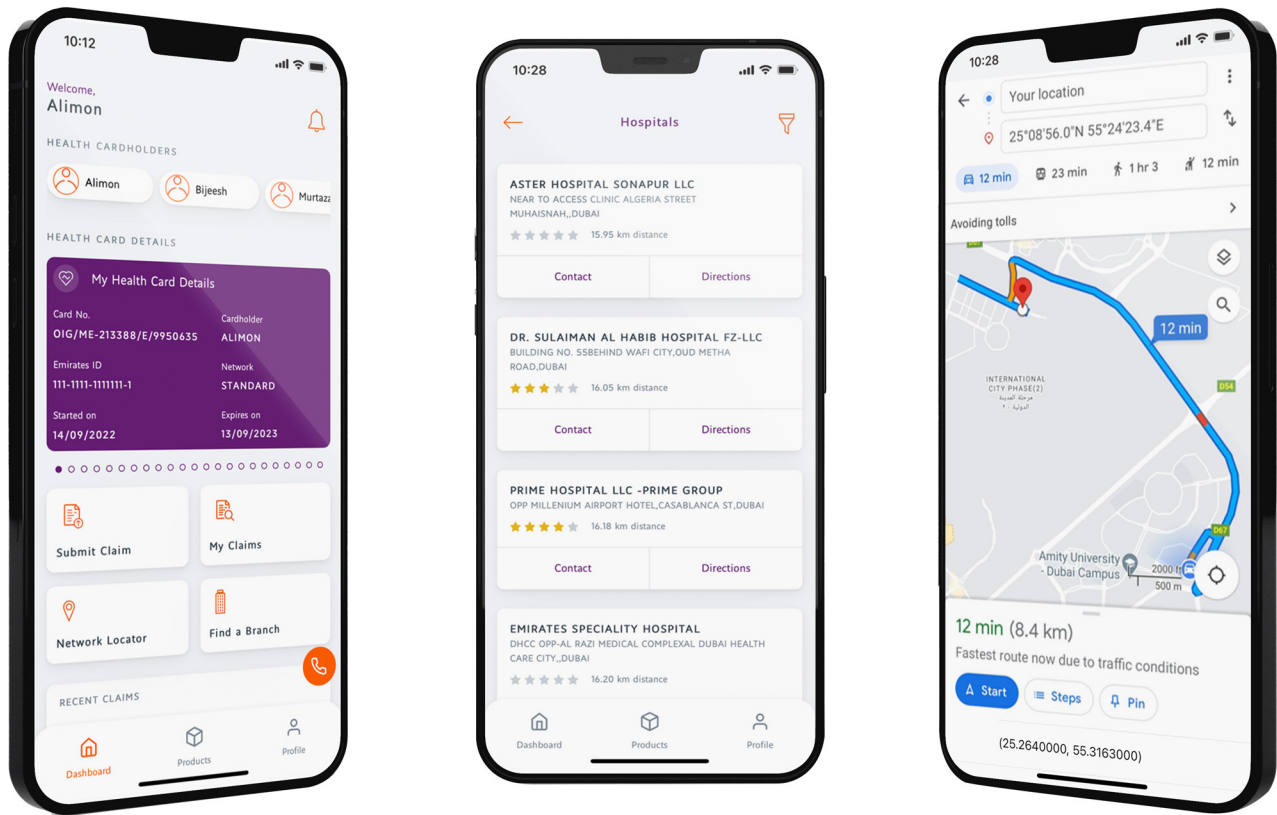 10:12
Welcome,
Alimon
HEALTH CARDHOLDERS
Alimon
Bijeesh
Murtaza
HEALTH CARD DETAILS
My Health Card Details
Card No.
Cardholder
OIG/ME-213388/E/9950635
ALIMON
Emirates ID
Network
111-1111-1111111-1
STANDARD
Started on
Expires on
14/09/2022
13/09/2023
Submit Claim
My Claims
Network Locator
Find a Branch
RECENT CLAIMS
Dashboard
Products
Profile
10:28
Hospitals
ASTER HOSPITAL SONAPUR LLC
NEAR TO ACCESS CLINIC ALGERIA STREET
MUHAISNAH,,DUBAI
15.95 km distance
Contact
Directions
DR. SULAIMAN AL HABIB HOSPITAL FZ-LLC
BUILDING NO. 55BEHIND WAFI CITY,OUD METHA
ROAD,DUBAI
16.05 km distance
Contact
Directions
PRIME HOSPITAL LLC -PRIME GROUP
OPP MILLENIUM AIRPORT HOTEL,CASABLANCA ST,DUBAI
16.18 km distance
Contact
Directions
EMIRATES SPECIALITY HOSPITAL
DHCC OPP-AL RAZI MEDICAL COMPLEXAL DUBAI HEALTH
CARE CITY,,DUBAI
16.20 km distance
Dashboard
Products
Profile
10:28
Your location
25°08'56.0"N 55°24'23.4"E
12 min
23 min
1 hr 3
12 min
Avoiding tolls
12 min
INTERNATIONAL
CITY PHASE(2)
مرحلة المدينة
الدولية - ٢
D54
D67
Amity University
- Dubai Campus
2000 ft
500 m
12 min (8.4 km)
Fastest route now due to traffic conditions
Start
Steps
Pin
(25.2640000, 55.3163000)